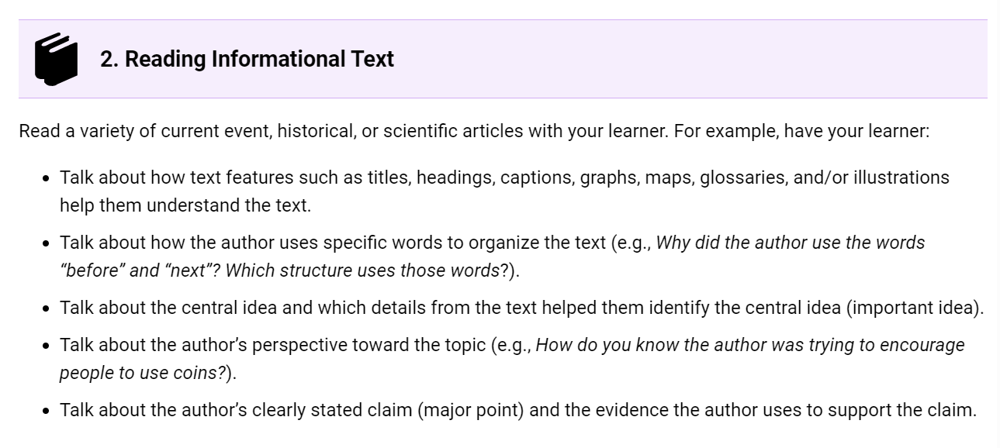 2. Reading Informational Text
Read a variety of current event, historical, or scientific articles with your learner. For example, have your learner:
• Talk about how text features such as titles, headings, captions, graphs, maps, glossaries, and/or illustrations
help them understand the text.
• Talk about how the author uses specific words to organize the text (e.g., Why did the author use the words
“before” and “next”? Which structure uses those words?).
• Talk about the central idea and which details from the text helped them identify the central idea (important idea).
• Talk about the author’s perspective toward the topic (e.g., How do you know the author was trying to encourage
people to use coins?).
• Talk about the author’s clearly stated claim (major point) and the evidence the author uses to support the claim.